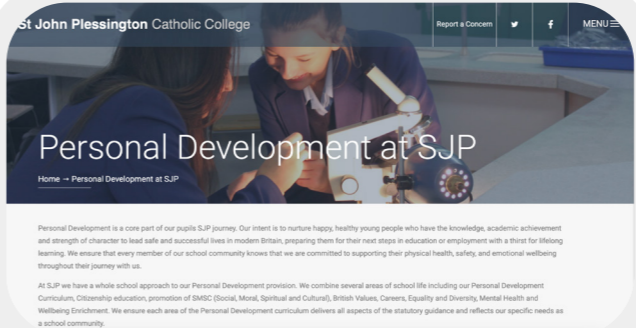 St John Plessington Catholic College
Report a Concern
MENU
Personal Development at SJP
Home → Personal Development at SJP
Personal Development is a core part of our pupils SJP journey. Our intent is to nurture happy, healthy young people who have the knowledge, academic achievement
and strength of character to lead safe and successful lives in modern Britain, preparing them for their next steps in education or employment with a thirst for lifelong
learning. We ensure that every member of our school community knows that we are committed to supporting their physical health, safety, and emotional wellbeing
throughout their journey with us.
At SJP we have a whole school approach to our Personal Development provision. We combine several areas of school life including our Personal Development
Curriculum, Citizenship education, promotion of SMSC (Social, Moral, Spiritual and Cultural), British Values, Careers, Equality and Diversity, Mental Health and
Wellbeing Enrichment. We ensure each area of the Personal Development curriculum delivers all aspects of the statutory guidance and reflects our specific needs as
a school community.